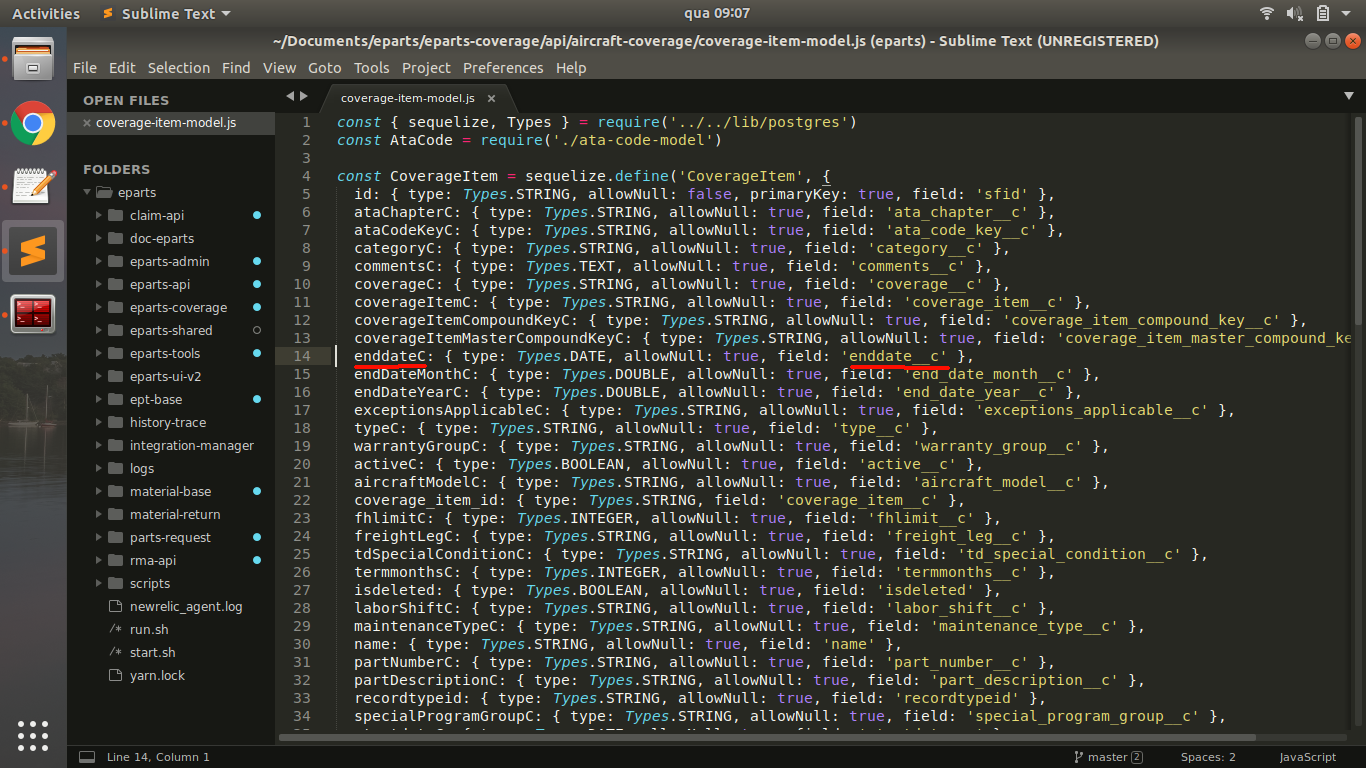 Activities Sublime Text qua 09:07
~/Documents/eparts/eparts-coverage/api/aircraft-coverage/coverage-item-model.js (eparts) - Sublime Text (UNREGISTERED)
File Edit Selection Find View Goto Tools Project Preferences Help
OPEN FILES
coverage-item-model.js
FOLDERS
eparts
claim-api
doc-eparts
eparts-admin
eparts-api
eparts-coverage
eparts-shared
eparts-tools
eparts-ui-v2
ept-base
history-trace
integration-manager
logs
material-base
material-return
parts-request
rma-api
scripts
newrelic_agent.log
/* run.sh
/* start.sh
yarn.lock
coverage-item-model.js
1 const { sequelize, Types } = require('../../lib/postgres')
2 const AtaCode = require('./ata-code-model')
3
4 const CoverageItem = sequelize.define('CoverageItem', {
5 id: { type: Types.STRING, allowNull: false, primaryKey: true, field: 'sfid' },
6 ataChapterC: { type: Types.STRING, allowNull: true, field: 'ata_chapter__c' },
7 ataCodeKeyC: { type: Types.STRING, allowNull: true, field: 'ata_code_key__c' },
8 categoryC: { type: Types.STRING, allowNull: true, field: 'category__c' },
9 commentsC: { type: Types.TEXT, allowNull: true, field: 'comments__c' },
10 coverageC: { type: Types.STRING, allowNull: true, field: 'coverage__c' },
11 coverageItemC: { type: Types.STRING, allowNull: true, field: 'coverage_item__c' },
12 coverageItemCompoundKeyC: { type: Types.STRING, allowNull: true, field: 'coverage_item_compound_key__c' },
13 coverageItemMasterCompoundKeyC: { type: Types.STRING, allowNull: true, field: 'coverage_item_master_compound_ke
14 enddateC: { type: Types.DATE, allowNull: true, field: 'enddate__c' },
15 endDateMonthC: { type: Types.DOUBLE, allowNull: true, field: 'end_date_month__c' },
16 endDateYearC: { type: Types.DOUBLE, allowNull: true, field: 'end_date_year__c' },
17 exceptionsApplicableC: { type: Types.STRING, allowNull: true, field: 'exceptions_applicable__c' },
18 typeC: { type: Types.STRING, allowNull: true, field: 'type__c' },
19 warrantyGroupC: { type: Types.STRING, allowNull: true, field: 'warranty_group__c' },
20 activeC: { type: Types.BOOLEAN, allowNull: true, field: 'active__c' },
21 aircraftModelC: { type: Types.STRING, allowNull: true, field: 'aircraft_model__c' },
22 coverage_item_id: { type: Types.STRING, field: 'coverage_item__c' },
23 fhlimitC: { type: Types.INTEGER, allowNull: true, field: 'fhlimit__c' },
24 freightLegC: { type: Types.STRING, allowNull: true, field: 'freight_leg__c' },
25 tdSpecialConditionC: { type: Types.STRING, allowNull: true, field: 'td_special_condition__c' },
26 termmonthsC: { type: Types.INTEGER, allowNull: true, field: 'termmonths__c' },
27 isdeleted: { type: Types.BOOLEAN, allowNull: true, field: 'isdeleted' },
28 laborShiftC: { type: Types.STRING, allowNull: true, field: 'labor_shift__c' },
29 maintenanceTypeC: { type: Types.STRING, allowNull: true, field: 'maintenance_type__c' },
30 name: { type: Types.STRING, allowNull: true, field: 'name' },
31 partNumberC: { type: Types.STRING, allowNull: true, field: 'part_number__c' },
32 partDescriptionC: { type: Types.STRING, allowNull: true, field: 'part_description__c' },
33 recordtypeid: { type: Types.STRING, allowNull: true, field: 'recordtypeid' },
34 specialProgramGroupC: { type: Types.STRING, allowNull: true, field: 'special_program_group__c' },
Line 14, Column 1 master 2 Spaces: 2 JavaScript